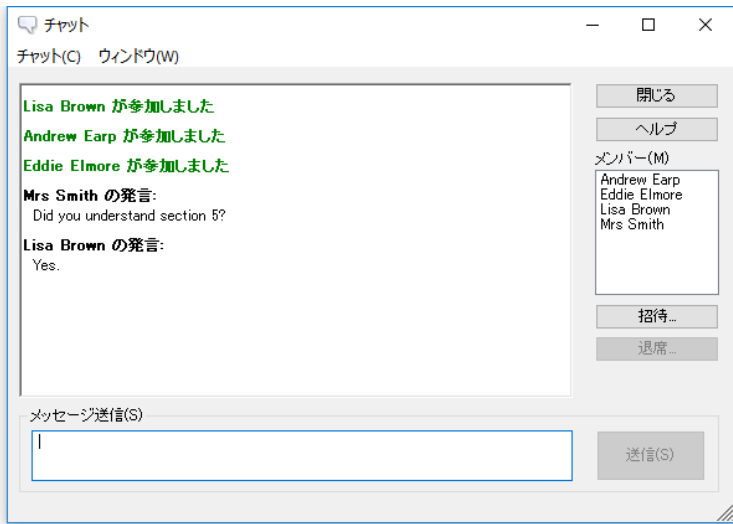 チャット
チャット(C) ウィンドウ(W)
Lisa Brown が参加しました
Andrew Earp が参加しました
Eddie Elmore が参加しました
Mrs Smith の発言:
Did you understand section 5?
Lisa Brown の発言:
Yes.
閉じる
ヘルプ
メンバー(M)
Andrew Earp
Eddie Elmore
Lisa Brown
Mrs Smith
招待...
退席...
メッセージ送信(S)
送信(S)